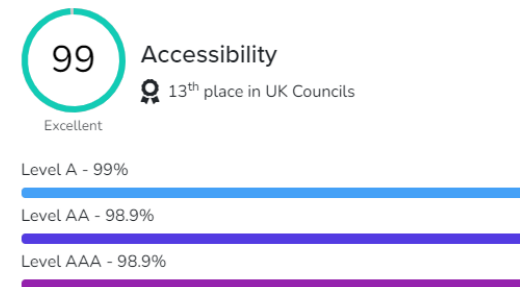 99
Excellent
Accessibility
13th place in UK Councils
Level A - 99%
Level AA - 98.9%
Level AAA - 98.9%